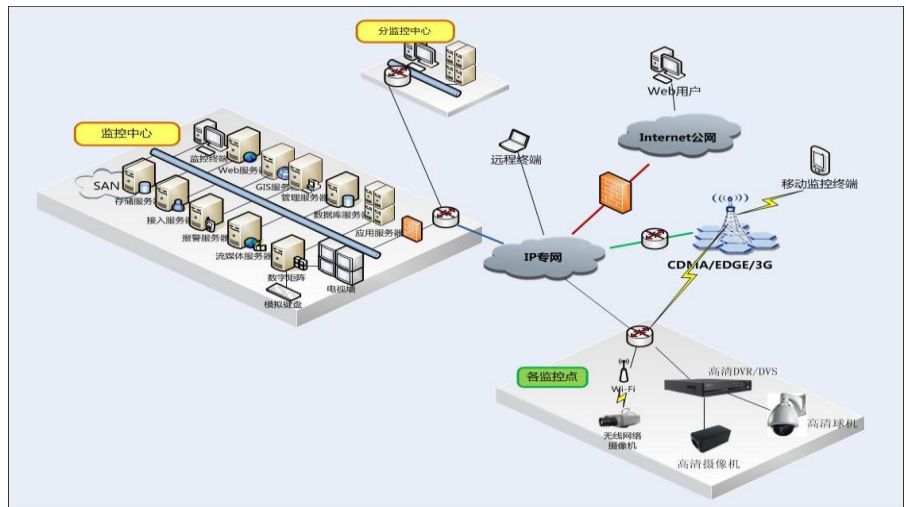 分监控中心
Web用户
监控中心
Internet公网
监控终端
Web服务器
远程终端
移动监控终端
SAN
GIS服务器
存储服务器
管理服务器
接入服务器
数据库服务器
报警服务器
应用服务器
流媒体服务器
IP专网
CDMA/EDGE/3G
数字矩阵
电视墙
模拟键盘
各监控点
高清DVR/DVS
Wi-Fi
高清球机
无线网络
摄像机
高清摄像机